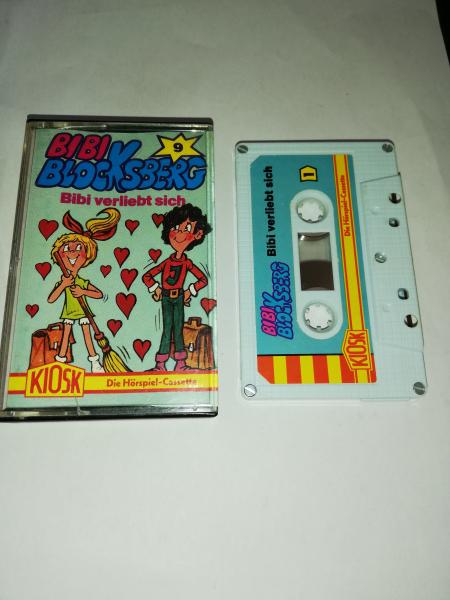 BIBI
9
BLOCKSBERG
Bibi verliebt sich
J
KIOSK
Die Hörspiel-Cassette
BIBI
BLOCKSBERG
Bibi verliebt sich
1
KIOSK
Die Hörspiel-Cassette